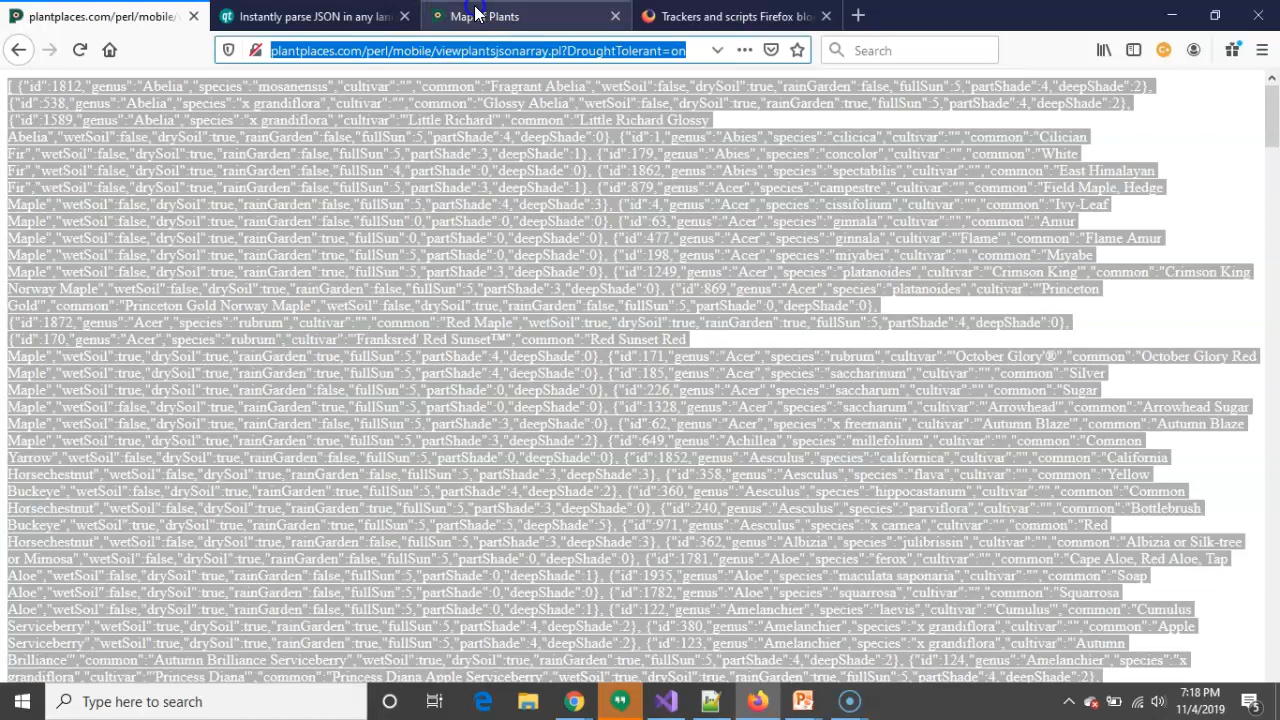 plantplaces.com/perl/mobile/
Instantly parse JSON in any lan
Map Plants
Trackers and scripts Firefox blo
plantplaces.com/perl/mobile/viewplantsjsonarray.pl?DroughtTolerant=on
Search
[ {"id":1812,"genus":"Abelia","species":"mosanensis","cultivar":"","common":"Fragrant Abelia","wetSoil":false,"drySoil":true,"rainGarden":false,"fullSun":5,"partShade":4,"deepShade":2},
{"id":538,"genus":"Abelia","species":"x grandiflora","cultivar":"","common":"Glossy Abelia","wetSoil":false,"drySoil":true,"rainGarden":false,"fullSun":5,"partShade":4,"deepShade":2},
{"id":1589,"genus":"Abelia","species":"x grandiflora","cultivar":"'Little Richard'","common":"Little Richard Glossy
Abelia","wetSoil":false,"drySoil":true,"rainGarden":false,"fullSun":5,"partShade":4,"deepShade":0}, {"id":1,"genus":"Abies","species":"cilicica","cultivar":"","common":"Cilician
Fir","wetSoil":false,"drySoil":true,"rainGarden":false,"fullSun":5,"partShade":3,"deepShade":1}, {"id":179,"genus":"Abies","species":"concolor","cultivar":"","common":"White
Fir","wetSoil":false,"drySoil":true,"rainGarden":false,"fullSun":4,"partShade":0,"deepShade":0}, {"id":1862,"genus":"Abies","species":"spectabilis","cultivar":"","common":"East Himalayan
Fir","wetSoil":false,"drySoil":true,"rainGarden":false,"fullSun":5,"partShade":3,"deepShade":1}, {"id":879,"genus":"Acer","species":"campestre","cultivar":"","common":"Field Maple, Hedge
Maple","wetSoil":false,"drySoil":true,"rainGarden":false,"fullSun":5,"partShade":4,"deepShade":3}, {"id":4,"genus":"Acer","species":"cissifolium","cultivar":"","common":"Ivy-Leaf
Maple","wetSoil":false,"drySoil":true,"rainGarden":false,"fullSun":0,"partShade":0,"deepShade":0}, {"id":63,"genus":"Acer","species":"ginnala","cultivar":"","common":"Amur
Maple","wetSoil":false,"drySoil":true,"rainGarden":true,"fullSun":0,"partShade":0,"deepShade":0}, {"id":477,"genus":"Acer","species":"ginnala","cultivar":"'Flame'","common":"Flame Amur
Maple","wetSoil":false,"drySoil":true,"rainGarden":true,"fullSun":5,"partShade":0,"deepShade":0}, {"id":198,"genus":"Acer","species":"miyabei","cultivar":"","common":"Miyabe
Maple","wetSoil":false,"drySoil":true,"rainGarden":true,"fullSun":5,"partShade":3,"deepShade":0}, {"id":1249,"genus":"Acer","species":"platanoides","cultivar":"'Crimson King'","common":"Crimson King
Norway Maple","wetSoil":false,"drySoil":true,"rainGarden":true,"fullSun":5,"partShade":3,"deepShade":0}, {"id":869,"genus":"Acer","species":"platanoides","cultivar":"'Princeton
Gold'","common":"Princeton Gold Norway Maple","wetSoil":false,"drySoil":true,"rainGarden":false,"fullSun":5,"partShade":0,"deepShade":0},
{"id":1872,"genus":"Acer","species":"rubrum","cultivar":"","common":"Red Maple","wetSoil":true,"drySoil":true,"rainGarden":true,"fullSun":5,"partShade":4,"deepShade":0},
{"id":170,"genus":"Acer","species":"rubrum","cultivar":"'Franksred' Red Sunset™","common":"Red Sunset Red
Maple","wetSoil":true,"drySoil":true,"rainGarden":true,"fullSun":5,"partShade":4,"deepShade":0}, {"id":171,"genus":"Acer","species":"rubrum","cultivar":"'October Glory'®","common":"October Glory Red
Maple","wetSoil":true,"drySoil":true,"rainGarden":true,"fullSun":5,"partShade":4,"deepShade":0}, {"id":185,"genus":"Acer","species":"saccharinum","cultivar":"","common":"Silver
Maple","wetSoil":true,"drySoil":true,"rainGarden":false,"fullSun":5,"partShade":0,"deepShade":0}, {"id":226,"genus":"Acer","species":"saccharum","cultivar":"","common":"Sugar
Maple","wetSoil":false,"drySoil":true,"rainGarden":true,"fullSun":5,"partShade":0,"deepShade":0}, {"id":1328,"genus":"Acer","species":"saccharum","cultivar":"'Arrowhead'","common":"Arrowhead Sugar
Maple","wetSoil":false,"drySoil":true,"rainGarden":true,"fullSun":5,"partShade":3,"deepShade":0}, {"id":62,"genus":"Acer","species":"x freemanii","cultivar":"'Autumn Blaze'","common":"Autumn Blaze
Maple","wetSoil":true,"drySoil":true,"rainGarden":true,"fullSun":5,"partShade":3,"deepShade":2}, {"id":649,"genus":"Achillea","species":"millefolium","cultivar":"","common":"Common
Yarrow","wetSoil":false,"drySoil":true,"rainGarden":true,"fullSun":5,"partShade":0,"deepShade":0}, {"id":1852,"genus":"Aesculus","species":"californica","cultivar":"","common":"California
Horsechestnut","wetSoil":false,"drySoil":true,"rainGarden":false,"fullSun":5,"partShade":3,"deepShade":3}, {"id":358,"genus":"Aesculus","species":"flava","cultivar":"","common":"Yellow
Buckeye","wetSoil":false,"drySoil":true,"rainGarden":true,"fullSun":5,"partShade":4,"deepShade":2}, {"id":360,"genus":"Aesculus","species":"hippocastanum","cultivar":"","common":"Common
Horsechestnut","wetSoil":false,"drySoil":true,"rainGarden":true,"fullSun":5,"partShade":3,"deepShade":0}, {"id":240,"genus":"Aesculus","species":"parviflora","cultivar":"","common":"Bottlebrush
Buckeye","wetSoil":true,"drySoil":true,"rainGarden":true,"fullSun":5,"partShade":5,"deepShade":5}, {"id":971,"genus":"Aesculus","species":"x carnea","cultivar":"","common":"Red
Horsechestnut","wetSoil":false,"drySoil":true,"rainGarden":true,"fullSun":5,"partShade":3,"deepShade":3}, {"id":362,"genus":"Albizia","species":"julibrissin","cultivar":"","common":"Albizia or Silk-tree
or Mimosa","wetSoil":false,"drySoil":true,"rainGarden":true,"fullSun":5,"partShade":0,"deepShade":0}, {"id":1781,"genus":"Aloe","species":"ferox","cultivar":"","common":"Cape Aloe, Red Aloe, Tap
Aloe","wetSoil":false,"drySoil":true,"rainGarden":false,"fullSun":5,"partShade":0,"deepShade":1}, {"id":1935,"genus":"Aloe","species":"maculata saponaria","cultivar":"","common":"Soap
Aloe","wetSoil":false,"drySoil":true,"rainGarden":false,"fullSun":5,"partShade":0,"deepShade":0}, {"id":1782,"genus":"Aloe","species":"squarrosa","cultivar":"","common":"Squarrosa
Aloe","wetSoil":false,"drySoil":true,"rainGarden":false,"fullSun":5,"partShade":0,"deepShade":1}, {"id":122,"genus":"Amelanchier","species":"laevis","cultivar":"'Cumulus'","common":"Cumulus
Serviceberry","wetSoil":true,"drySoil":true,"rainGarden":true,"fullSun":5,"partShade":4,"deepShade":2}, {"id":380,"genus":"Amelanchier","species":"x grandiflora","cultivar":"","common":"Apple
Serviceberry","wetSoil":true,"drySoil":true,"rainGarden":true,"fullSun":5,"partShade":4,"deepShade":2}, {"id":123,"genus":"Amelanchier","species":"x grandiflora","cultivar":"'Autumn
Brilliance'","common":"Autumn Brilliance Serviceberry","wetSoil":true,"drySoil":true,"rainGarden":true,"fullSun":5,"partShade":4,"deepShade":2}, {"id":124,"genus":"Amelanchier","species":"x
grandiflora","cultivar":"'Princess Diana'","common":"Princess Diana Apple Serviceberry","wetSoil":true,"drySoil":true,"rainGarden":true,"fullSun":5,"partShade":4,"deepShade":2},
Type here to search
7:18 PM
11/4/2019
5